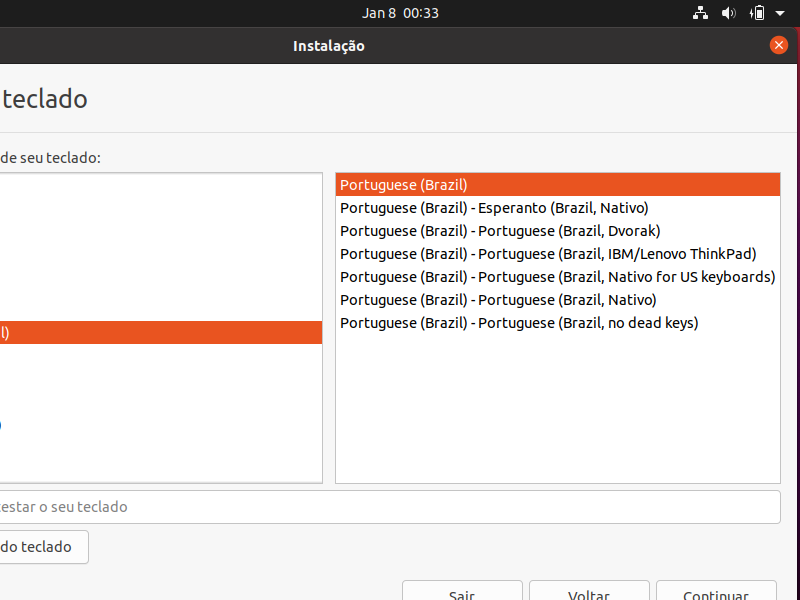 Jan 8 00:33
Instalação
teclado
de seu teclado:
Portuguese (Brazil)
Portuguese (Brazil) - Esperanto (Brazil, Nativo)
Portuguese (Brazil) - Portuguese (Brazil, Dvorak)
Portuguese (Brazil) - Portuguese (Brazil, IBM/Lenovo ThinkPad)
Portuguese (Brazil) - Portuguese (Brazil, Nativo for US keyboards)
Portuguese (Brazil) - Portuguese (Brazil, Nativo)
Portuguese (Brazil) - Portuguese (Brazil, no dead keys)
l)
estar o seu teclado
do teclado
Sair Voltar Continuar